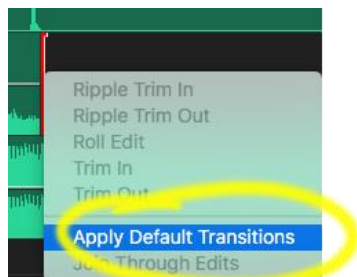 Ripple Trim In
Ripple Trim Out
Roll Edit
Trim In
Trim Out
Apply Default Transitions
Join Through Edits